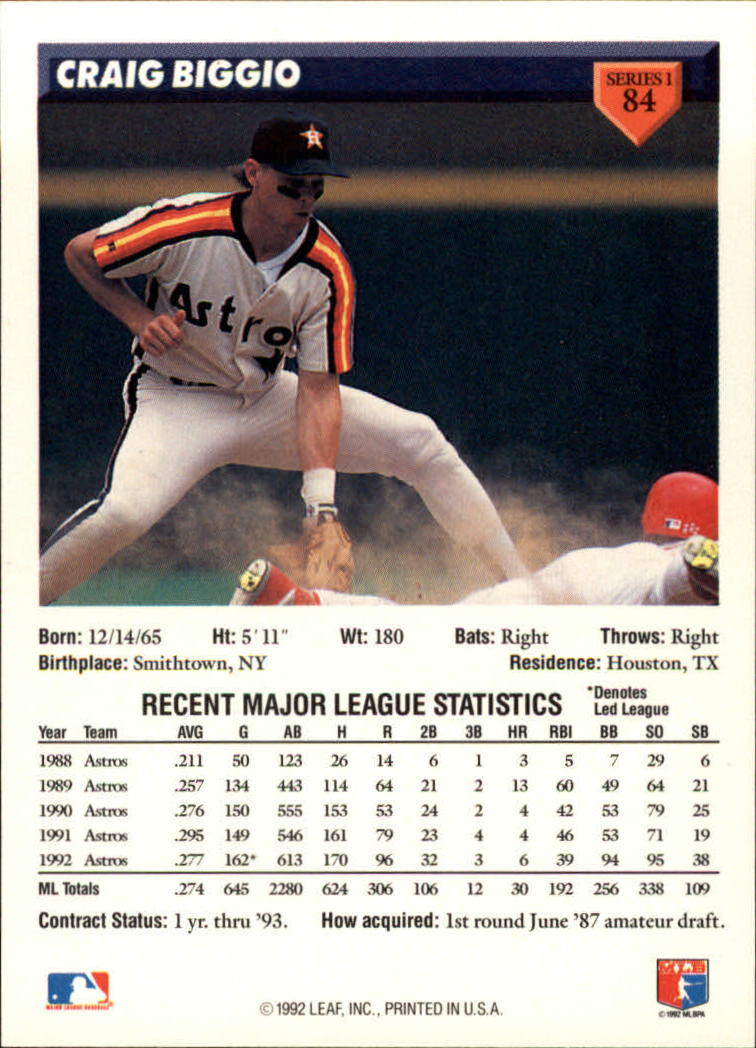 CRAIG BIGGIO
SERIES 1
84
Astro
Born: 12/14/65 Ht: 5'11" Wt: 180 Bats: Right Throws: Right
Birthplace: Smithtown, NY Residence: Houston, TX
RECENT MAJOR LEAGUE STATISTICS *Denotes Led League
Year Team AVG G AB H R 2B 3B HR RBI BB SO SB
1988 Astros .211 50 123 26 14 6 1 3 5 7 29 6
1989 Astros .257 134 443 114 64 21 2 13 60 49 64 21
1990 Astros .276 150 555 153 53 24 2 4 42 53 79 25
1991 Astros .295 149 546 161 79 23 4 4 46 53 71 19
1992 Astros .277 162* 613 170 96 32 3 6 39 94 95 38
ML Totals .274 645 2280 624 306 106 12 30 192 256 338 109
Contract Status: 1 yr. thru '93. How acquired: 1st round June '87 amateur draft.
MAJOR LEAGUE BASEBALL
MLB
© 1992 MLBPA
© 1992 LEAF, INC., PRINTED IN U.S.A.